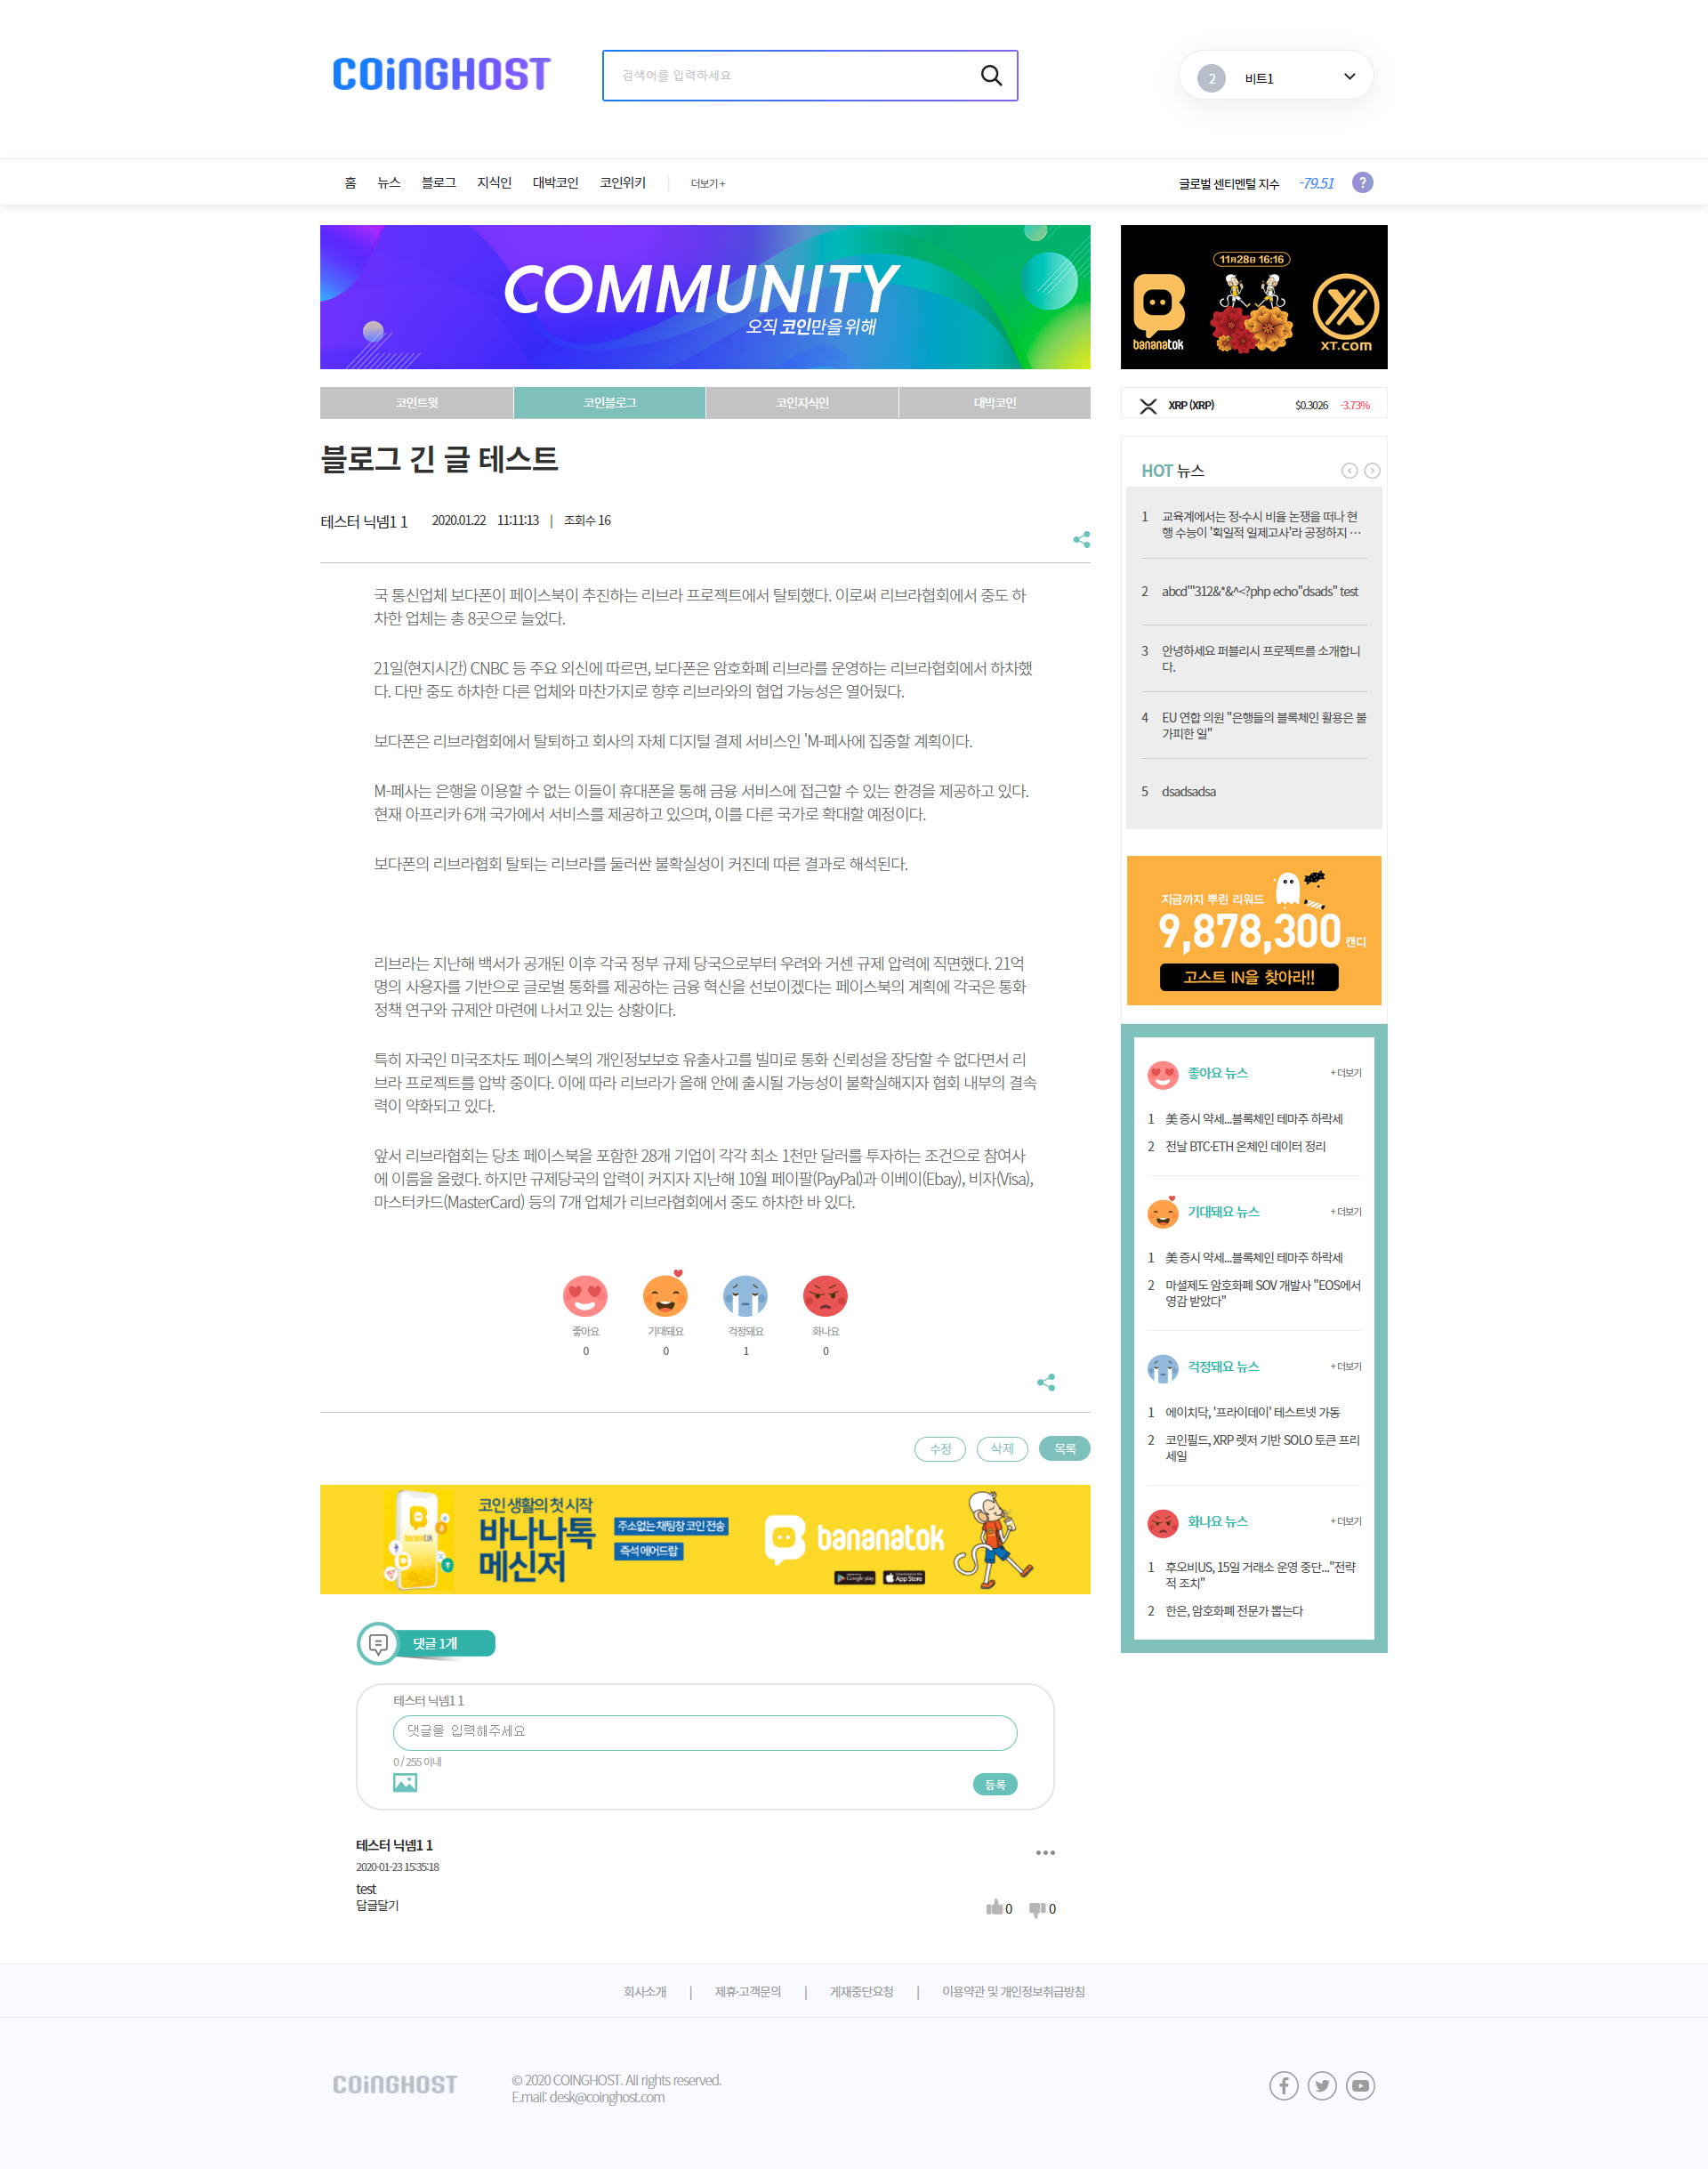 COINGHOST
검색어를 입력하세요
2 비트1
홈 뉴스 블로그 지식인 대박코인 코인위키 | 더보기 +
글로벌 센티멘털 지수 -79.51 ?
COMMUNITY
오직 코인만을 위해
11月28日 16:16
bananatok
XT.COM
코인트윗 코인블로그 코인지식인 대박코인
XRP (XRP) $0.3026 -3.73%
블로그 긴 글 테스트
테스터 닉넴1 1 2020.01.22 11:11:13 | 조회수 16
국 통신업체 보다폰이 페이스북이 추진하는 리브라 프로젝트에서 탈퇴했다. 이로써 리브라협회에서 중도 하
차한 업체는 총 8곳으로 늘었다.
21일(현지시간) CNBC 등 주요 외신에 따르면, 보다폰은 암호화폐 리브라를 운영하는 리브라협회에서 하차했
다. 다만 중도 하차한 다른 업체와 마찬가지로 향후 리브라와의 협업 가능성은 열어뒀다.
보다폰은 리브라협회에서 탈퇴하고 회사의 자체 디지털 결제 서비스인 'M-페사에 집중할 계획이다.
M-페사는 은행을 이용할 수 없는 이들이 휴대폰을 통해 금융 서비스에 접근할 수 있는 환경을 제공하고 있다.
현재 아프리카 6개 국가에서 서비스를 제공하고 있으며, 이를 다른 국가로 확대할 예정이다.
보다폰의 리브라협회 탈퇴는 리브라를 둘러싼 불확실성이 커진데 따른 결과로 해석된다.
리브라는 지난해 백서가 공개된 이후 각국 정부 규제 당국으로부터 우려와 거센 규제 압력에 직면했다. 21억
명의 사용자를 기반으로 글로벌 통화를 제공하는 금융 혁신을 선보이겠다는 페이스북의 계획에 각국은 통화
정책 연구와 규제안 마련에 나서고 있는 상황이다.
특히 자국인 미국조차도 페이스북의 개인정보보호 유출사고를 빌미로 통화 신뢰성을 장담할 수 없다면서 리
브라 프로젝트를 압박 중이다. 이에 따라 리브라가 올해 안에 출시될 가능성이 불확실해지자 협회 내부의 결속
력이 약화되고 있다.
앞서 리브라협회는 당초 페이스북을 포함한 28개 기업이 각각 최소 1천만 달러를 투자하는 조건으로 참여사
에 이름을 올렸다. 하지만 규제당국의 압력이 커지자 지난해 10월 페이팔(PayPal)과 이베이(Ebay), 비자(Visa),
마스터카드(MasterCard) 등의 7개 업체가 리브라협회에서 중도 하차한 바 있다.
좋아요 기대돼요 걱정돼요 화나요
0 0 1 0
수정 삭제 목록
코인 생활의 첫 시작
바나나톡
메신저
주소없는 채팅창 코인 전송
즉석 에어드랍
bananatok
Google play
App Store
댓글 1개
테스터 닉넴1 1
댓글을 입력해주세요
0 / 255 이내
등록
테스터 닉넴1 1
2020-01-23 15:35:18
test
답글달기
0 0
HOT 뉴스
1 교육계에서는 정·수시 비율 논쟁을 떠나 현
행 수능이 '획일적 일제고사'라 공정하지 …
2 abcd'"'312&*&^<?php echo"dsads" test
3 안녕하세요 퍼블리시 프로젝트를 소개합니
다.
4 EU 연합 의원 "은행들의 블록체인 활용은 불
가피한 일"
5 dsadsadsa
지금까지 뿌린 리워드
9,878,300 캔디
고스트 IN을 찾아라!!
좋아요 뉴스 + 더보기
1 美 증시 약세...블록체인 테마주 하락세
2 전날 BTC·ETH 온체인 데이터 정리
기대돼요 뉴스 + 더보기
1 美 증시 약세...블록체인 테마주 하락세
2 마셜제도 암호화폐 SOV 개발사 "EOS에서
영감 받았다"
걱정돼요 뉴스 + 더보기
1 에이치닥, '프라이데이' 테스트넷 가동
2 코인필드, XRP 렛저 기반 SOLO 토큰 프리
세일
화나요 뉴스 + 더보기
1 후오비US, 15일 거래소 운영 중단..."전략
적 조치"
2 한은, 암호화폐 전문가 뽑는다
회사소개 | 제휴·고객문의 | 게재중단요청 | 이용약관 및 개인정보취급방침
COINGHOST
© 2020 COINGHOST. All rights reserved.
E.mail: desk@coinghost.com